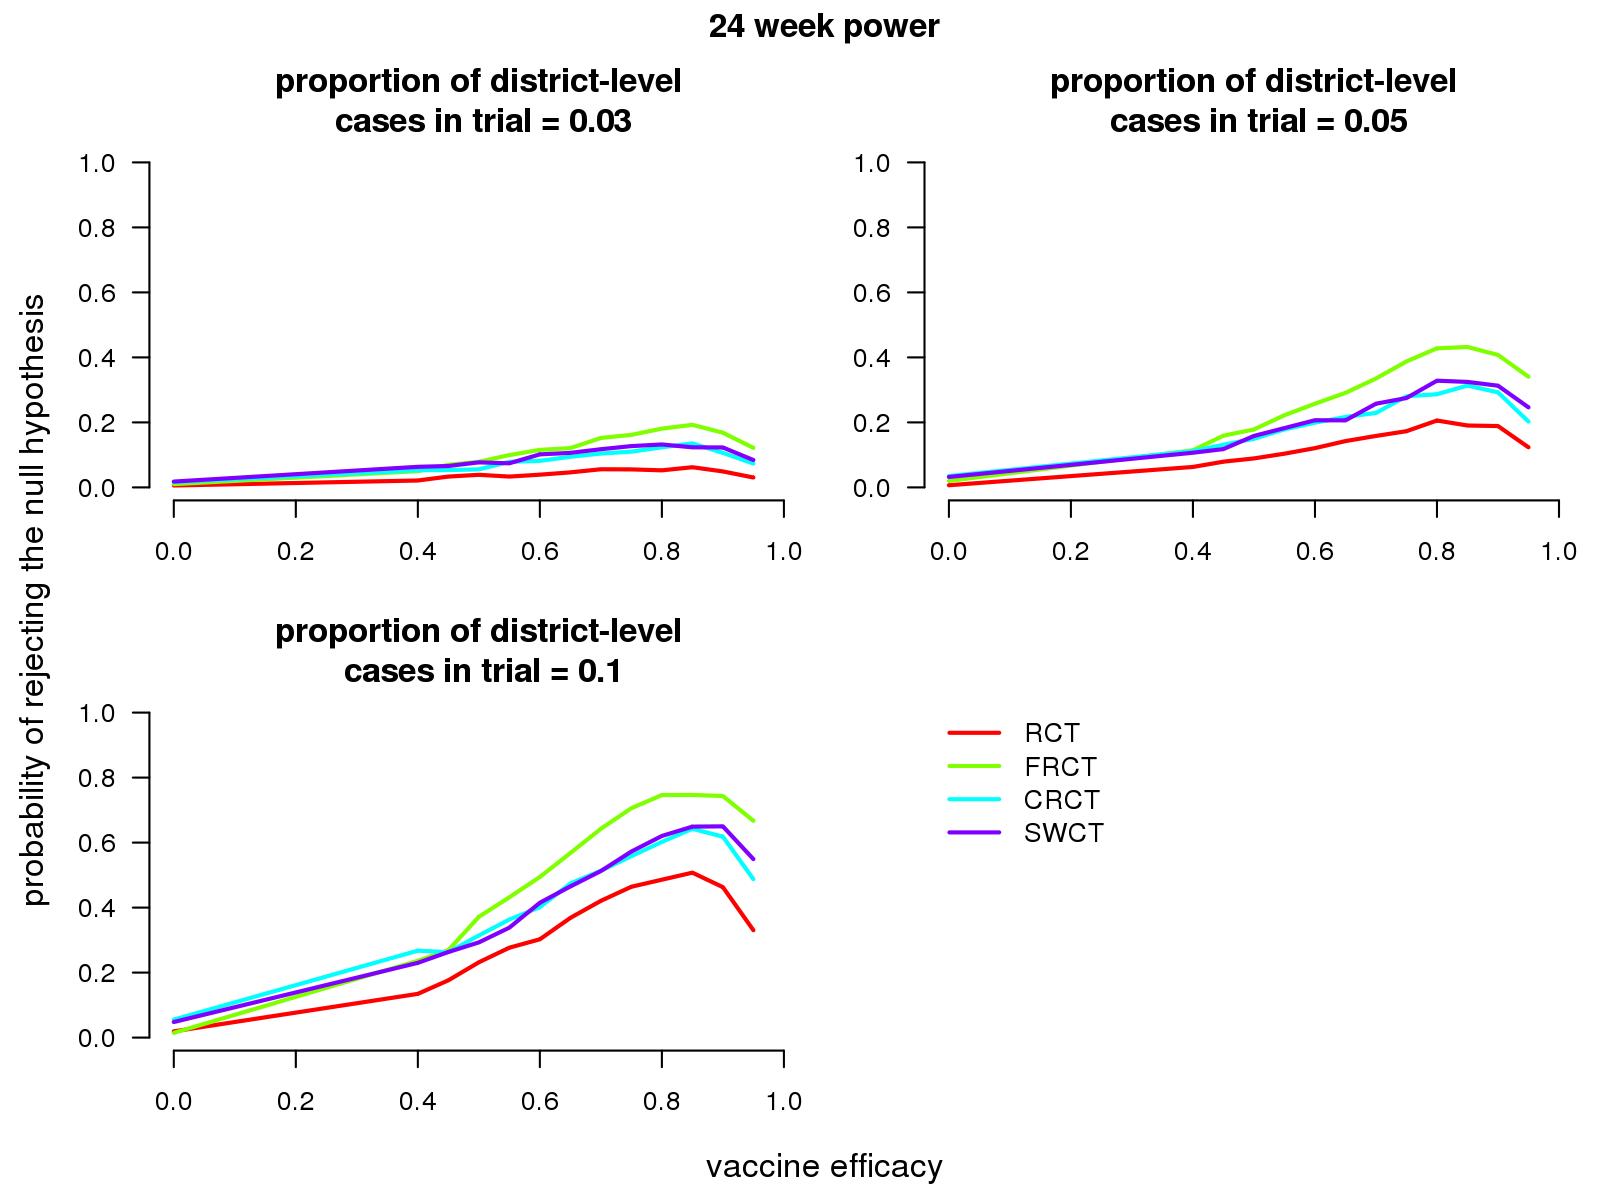 24 week power
proportion of district-level
cases in trial = 0.03
1.0
0.8
0.6
0.4
0.2
0.0
0.0 0.2 0.4 0.6 0.8 1.0
proportion of district-level
cases in trial = 0.05
1.0
0.8
0.6
0.4
0.2
0.0
0.0 0.2 0.4 0.6 0.8 1.0
probability of rejecting the null hypothesis
proportion of district-level
cases in trial = 0.1
1.0
0.8
0.6
0.4
0.2
0.0
0.0 0.2 0.4 0.6 0.8 1.0
RCT
FRCT
CRCT
SWCT
vaccine efficacy